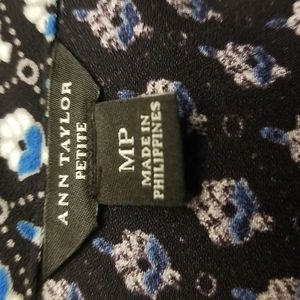 ANN TAYLOR
PETITE
MP
MADE IN
PHILIPPINES